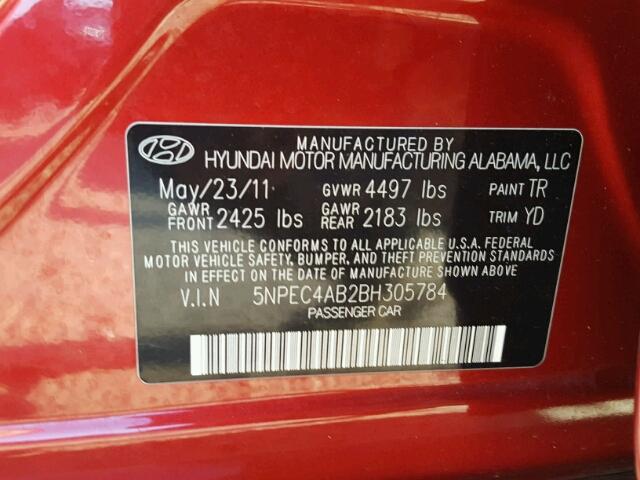 MANUFACTURED BY
HYUNDAI MOTOR MANUFACTURING ALABAMA, LLC
May/23/11 GVWR 4497 lbs PAINT TR
GAWR FRONT 2425 lbs GAWR REAR 2183 lbs TRIM YD
THIS VEHICLE CONFORMS TO ALL APPLICABLE U.S.A. FEDERAL
MOTOR VEHICLE SAFETY, BUMPER, AND THEFT PREVENTION STANDARDS
IN EFFECT ON THE DATE OF MANUFACTURE SHOWN ABOVE.
V.I.N 5NPEC4AB2BH305784
PASSENGER CAR